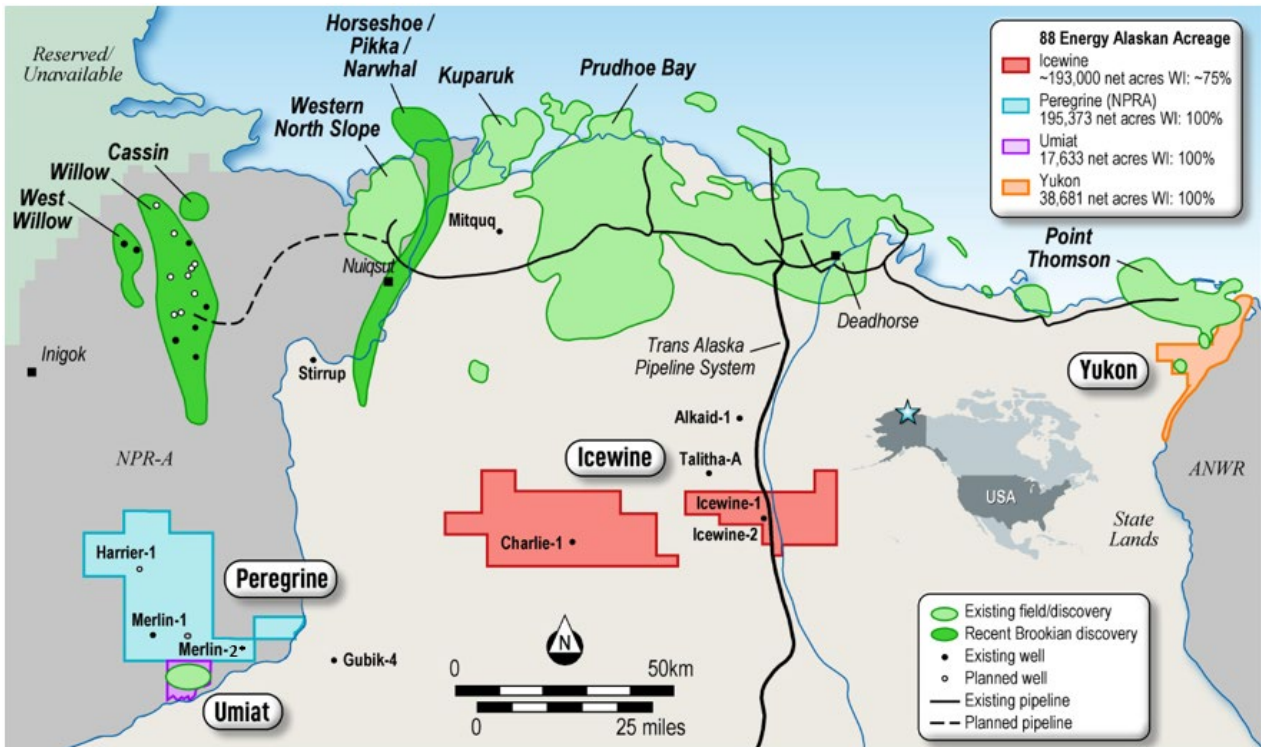 Reserved/
Unavailable
Horseshoe /
Pikka /
Narwhal
Kuparuk
Prudhoe Bay
Western
North Slope
Cassin
Willow
West
Willow
88 Energy Alaskan Acreage
Icewine
~193,000 net acres WI: ~75%
Peregrine (NPRA)
195,373 net acres WI: 100%
Umiat
17,633 net acres WI: 100%
Yukon
38,681 net acres WI: 100%
Mitquq
Nuiqsut
Point
Thomson
Deadhorse
Inigok
Stirrup
Trans Alaska
Pipeline System
Yukon
Alkaid-1
NPR-A
Icewine
Talitha-A
ANWR
USA
Icewine-1
Icewine-2
Charlie-1
State
Lands
Harrier-1
Peregrine
Merlin-1
Merlin-2
Gubik-4
Umiat
N
0
50km
0
25 miles
Existing field/discovery
Recent Brookian discovery
Existing well
Planned well
Existing pipeline
Planned pipeline